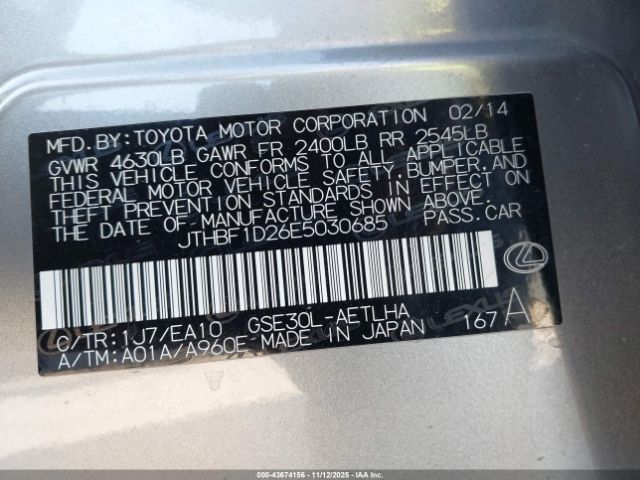 MFD.BY:TOYOTA MOTOR CORPORATION 02/14
GVWR 4630LB GAWR FR 2400LB RR 2545LB
THIS VEHICLE CONFORMS TO ALL APPLICABLE
FEDERAL MOTOR VEHICLE SAFETY,BUMPER,AND
THEFT PREVENTION STANDARDS IN EFFECT ON
THE DATE OF MANUFACTURE SHOWN ABOVE.
JTHBF1D26E5030685 PASS.CAR
C/TR:1J7/EA10 GSE30L-AETLHA
A/TM:A01A/A960E-MADE IN JAPAN 167 A
000-43674156 - 11/12/2025 - IAAI.COM